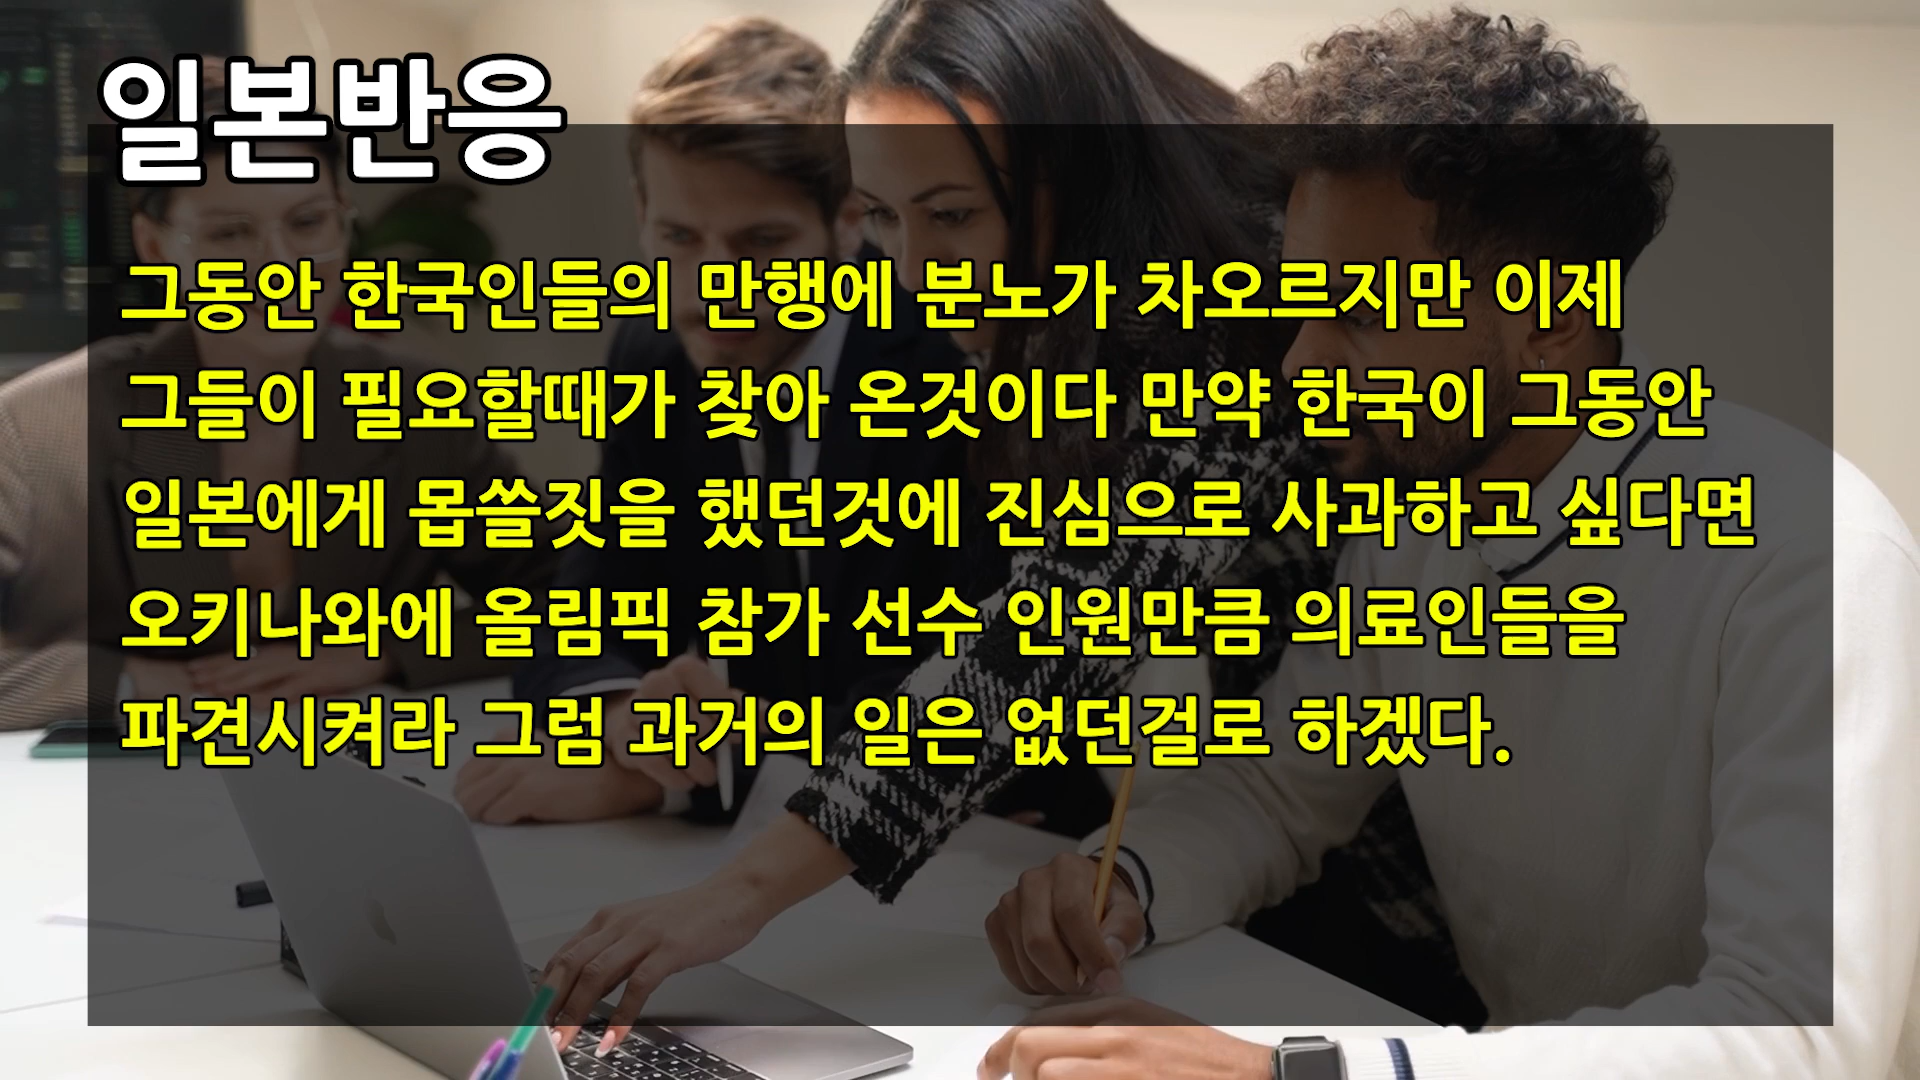 일본반응
그동안 한국인들의 만행에 분노가 차오르지만 이제
그들이 필요할때가 찾아 온것이다 만약 한국이 그동안
일본에게 몹쓸짓을 했던것에 진심으로 사과하고 싶다면
오키나와에 올림픽 참가 선수 인원만큼 의료인들을
파견시켜라 그럼 과거의 일은 없던걸로 하겠다.